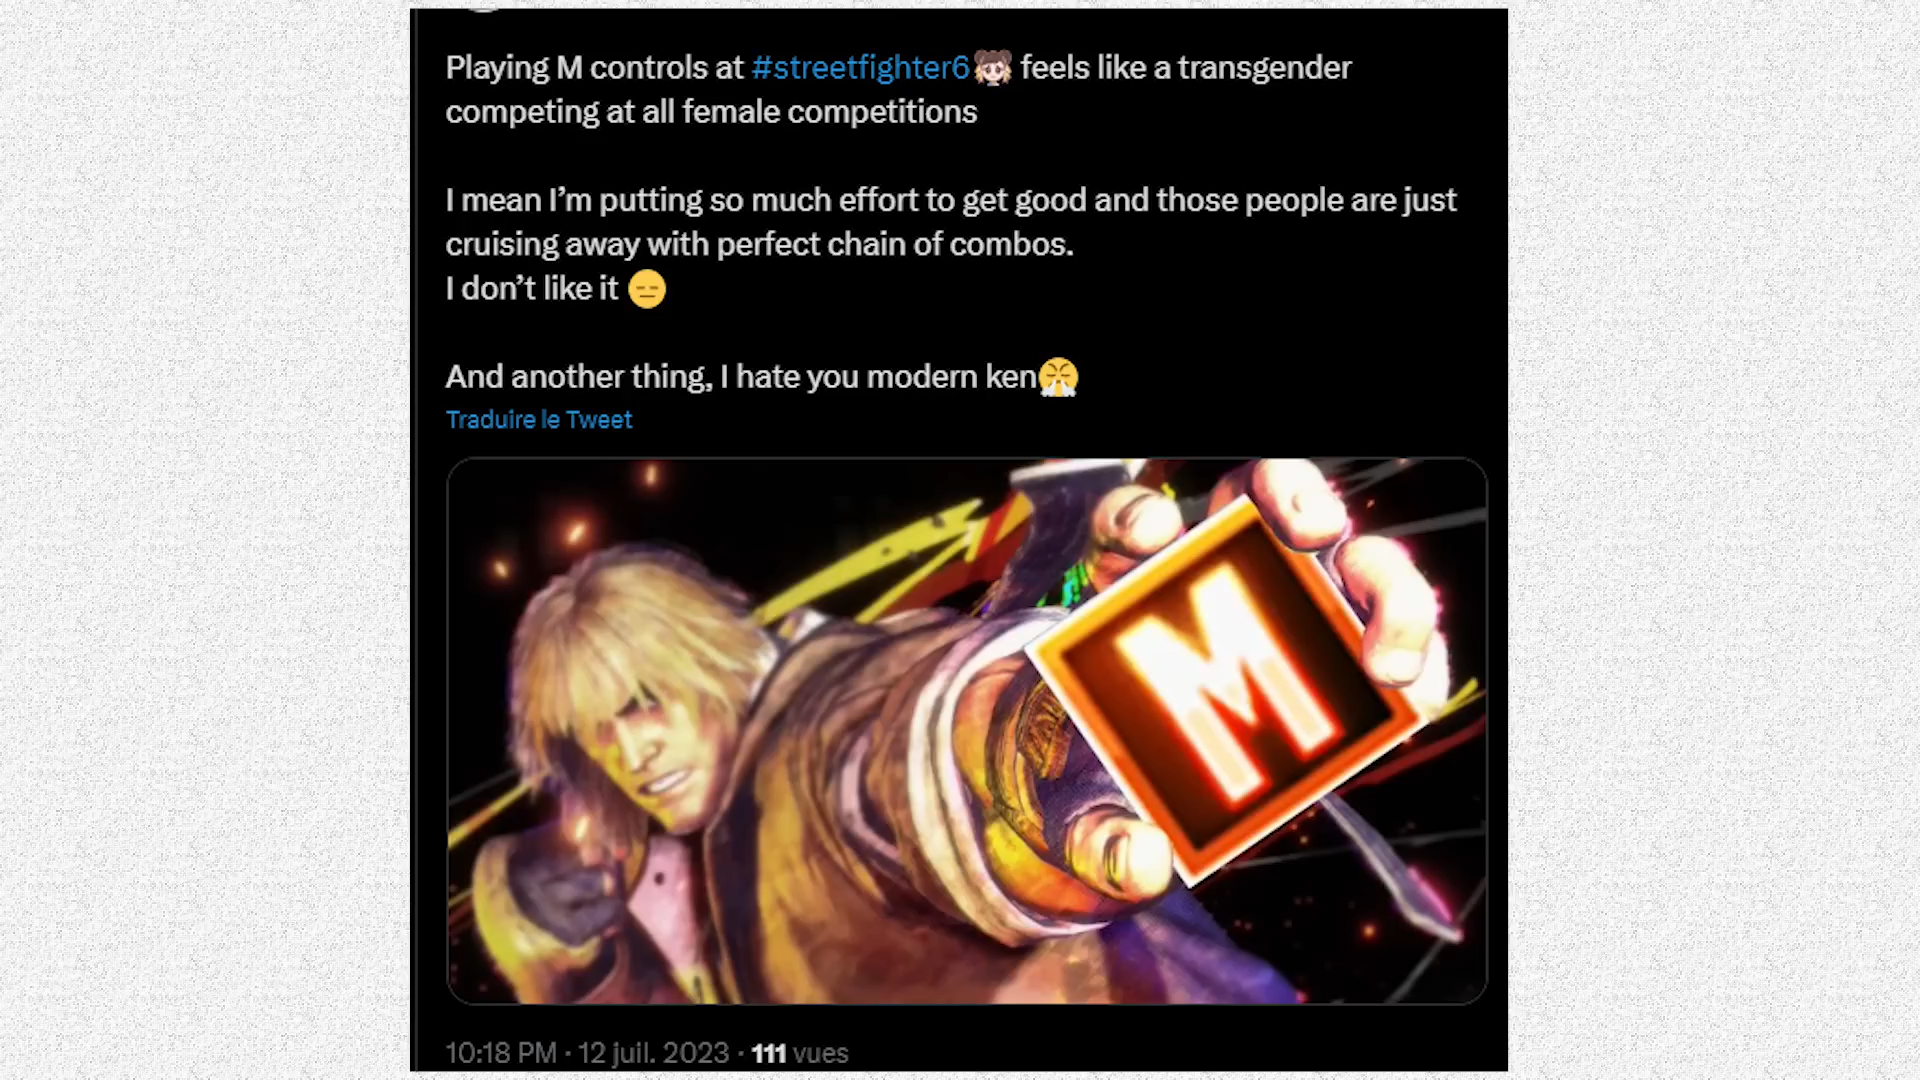 Playing M controls at #streetfighter6 feels like a transgender
competing at all female competitions
I mean I’m putting so much effort to get good and those people are just
cruising away with perfect chain of combos.
I don’t like it 😑
And another thing, I hate you modern ken😤
Traduire le Tweet
M
10:18 PM · 12 juil. 2023 · 111 vues